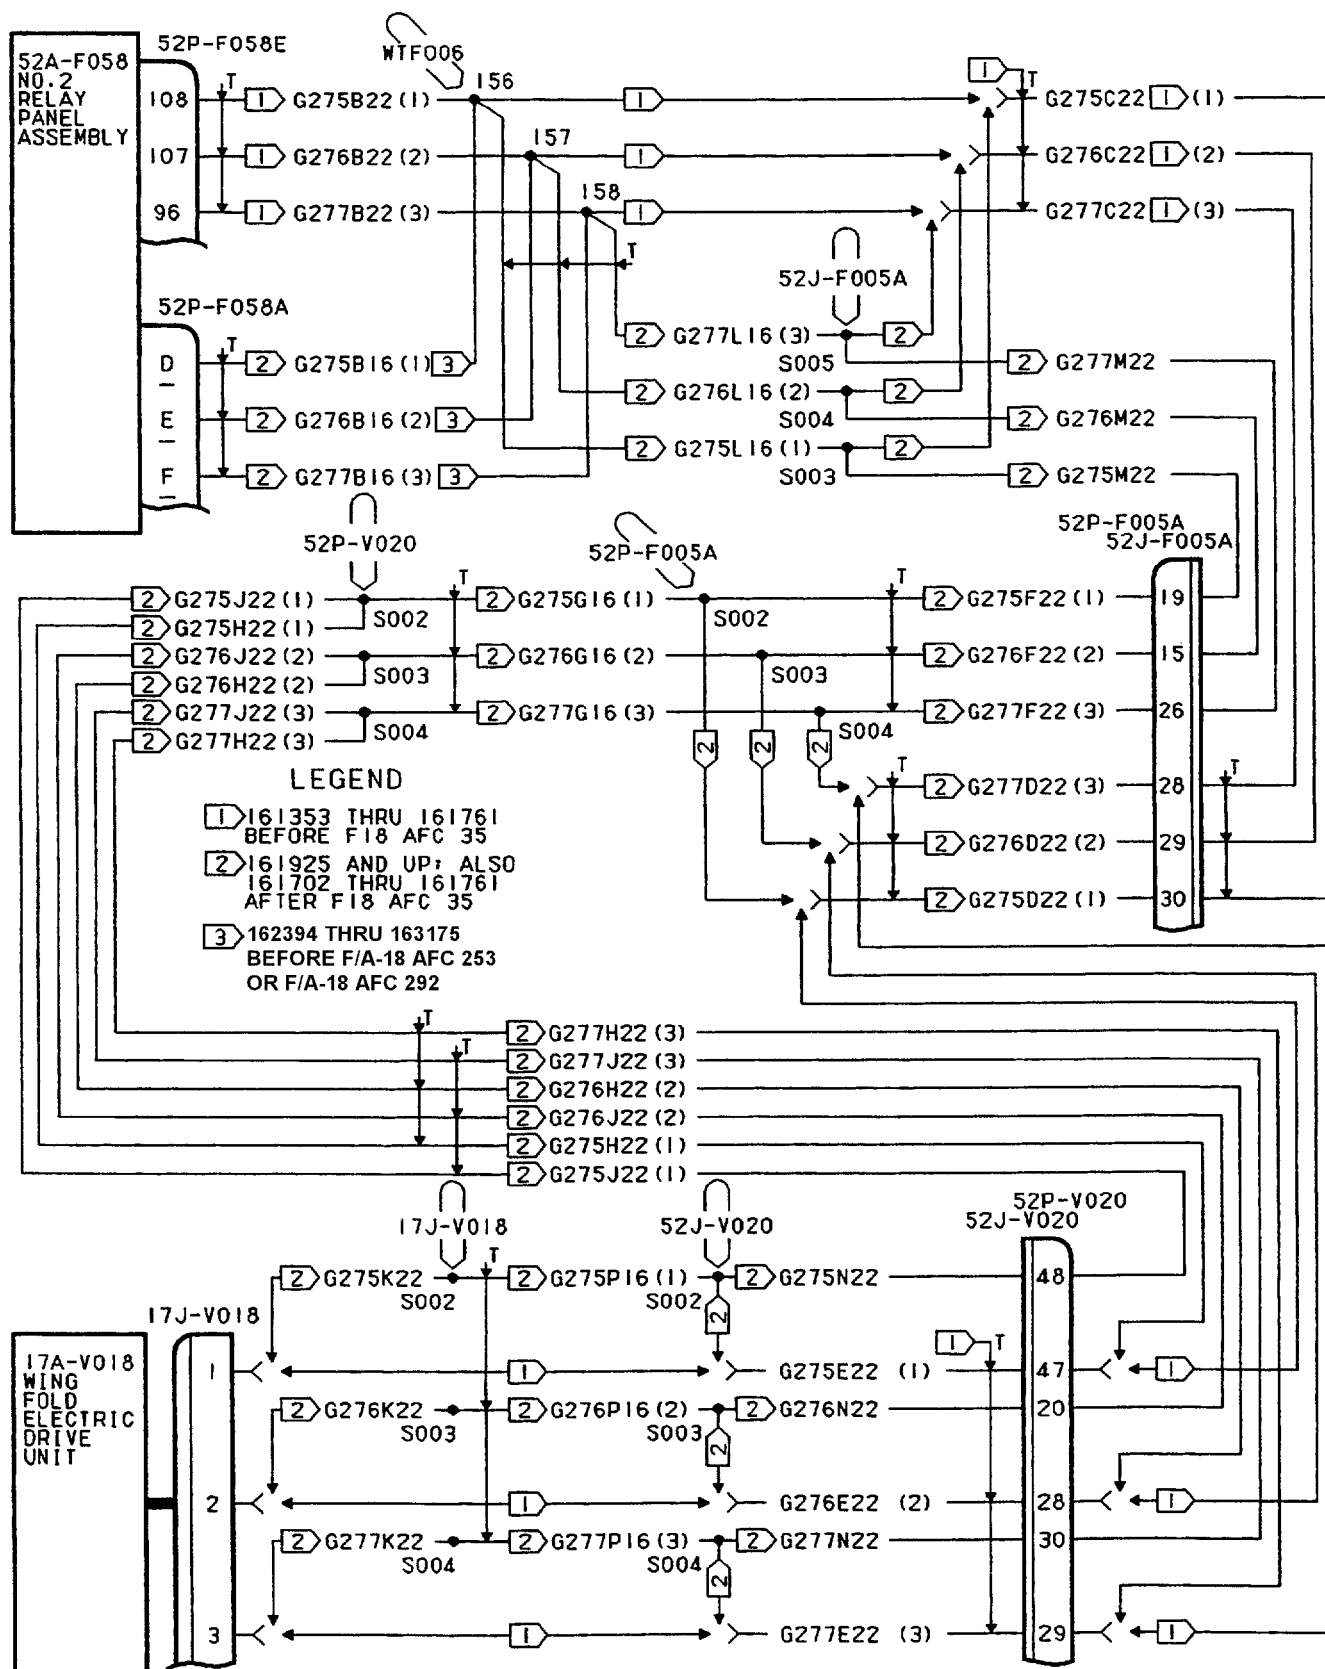 52A-F058
NO.2
RELAY
PANEL
ASSEMBLY
52P-F058E
108
107
96
T
1 G275B22(1)
1 G276B22(2)
1 G277B22(3)
WTF006
156
157
158
1
1
1
1
T
G275C22 1 (1)
G276C22 1 (2)
G277C22 1 (3)
T
52J-F005A
52P-F058A
D
E
F
T
2 G275B16(1) 3
2 G276B16(2) 3
2 G277B16(3) 3
2 G277L16(3) 2
S005
2 G277M22
2 G276L16(2) 2
S004
2 G276M22
2 G275L16(1) 2
S003
2 G275M22
52P-V020
52P-F005A
52P-F005A
52J-F005A
2 G275J22(1)
2 G275H22(1)
2 G276J22(2)
2 G276H22(2)
2 G277J22(3)
2 G277H22(3)
S002
S003
S004
T
2 G275G16(1)
2 G276G16(2)
2 G277G16(3)
S002
S003
S004
2
2
2
T
2 G275F22(1)
2 G276F22(2)
2 G277F22(3)
T
2 G277D22(3)
2 G276D22(2)
2 G275D22(1)
19
15
26
28
29
30
T
LEGEND
1 161353 THRU 161761
BEFORE F18 AFC 35
2 161925 AND UP; ALSO
161702 THRU 161761
AFTER F18 AFC 35
3 162394 THRU 163175
BEFORE F/A-18 AFC 253
OR F/A-18 AFC 292
T
T
2 G277H22(3)
2 G277J22(3)
2 G276H22(2)
2 G276J22(2)
2 G275H22(1)
2 G275J22(1)
17J-V018
52J-V020
52P-V020
52J-V020
17J-V018
17A-V018
WING
FOLD
ELECTRIC
DRIVE
UNIT
1
2
3
2 G275K22
S002
T
2 G275P16(1)
S002
2
2 G275N22
48
1
G275E22 (1)
1
T
47
1
2 G276K22
S003
2 G276P16(2)
S003
2
2 G276N22
20
1
G276E22 (2)
28
1
2 G277K22
S004
2 G277P16(3)
S004
2
2 G277N22
30
1
G277E22 (3)
29
1